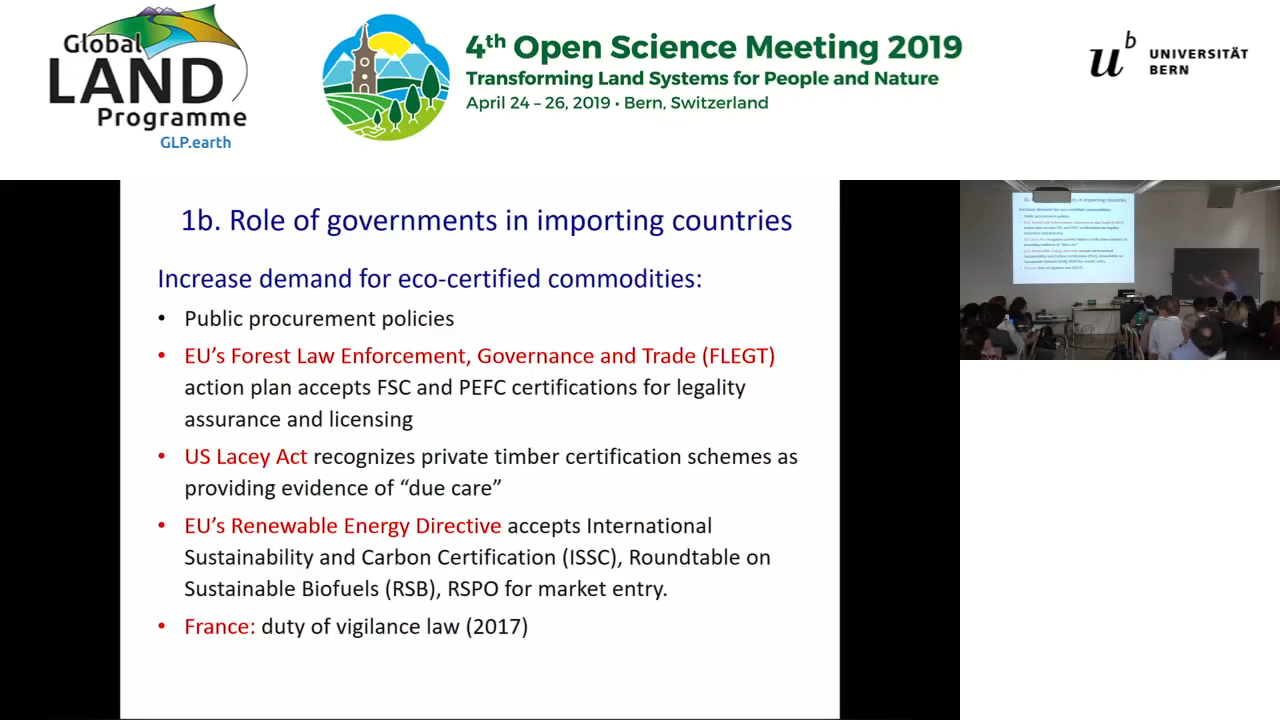 Global
LAND
Programme
GLP.earth
4th Open Science Meeting 2019
Transforming Land Systems for People and Nature
April 24 – 26, 2019 • Bern, Switzerland
u b UNIVERSITÄT
BERN
1b. Role of governments in importing countries
Increase demand for eco-certified commodities:
• Public procurement policies
• EU's Forest Law Enforcement, Governance and Trade (FLEGT)
action plan accepts FSC and PEFC certifications for legality
assurance and licensing
• US Lacey Act recognizes private timber certification schemes as
providing evidence of “due care”
• EU's Renewable Energy Directive accepts International
Sustainability and Carbon Certification (ISSC), Roundtable on
Sustainable Biofuels (RSB), RSPO for market entry.
• France: duty of vigilance law (2017)